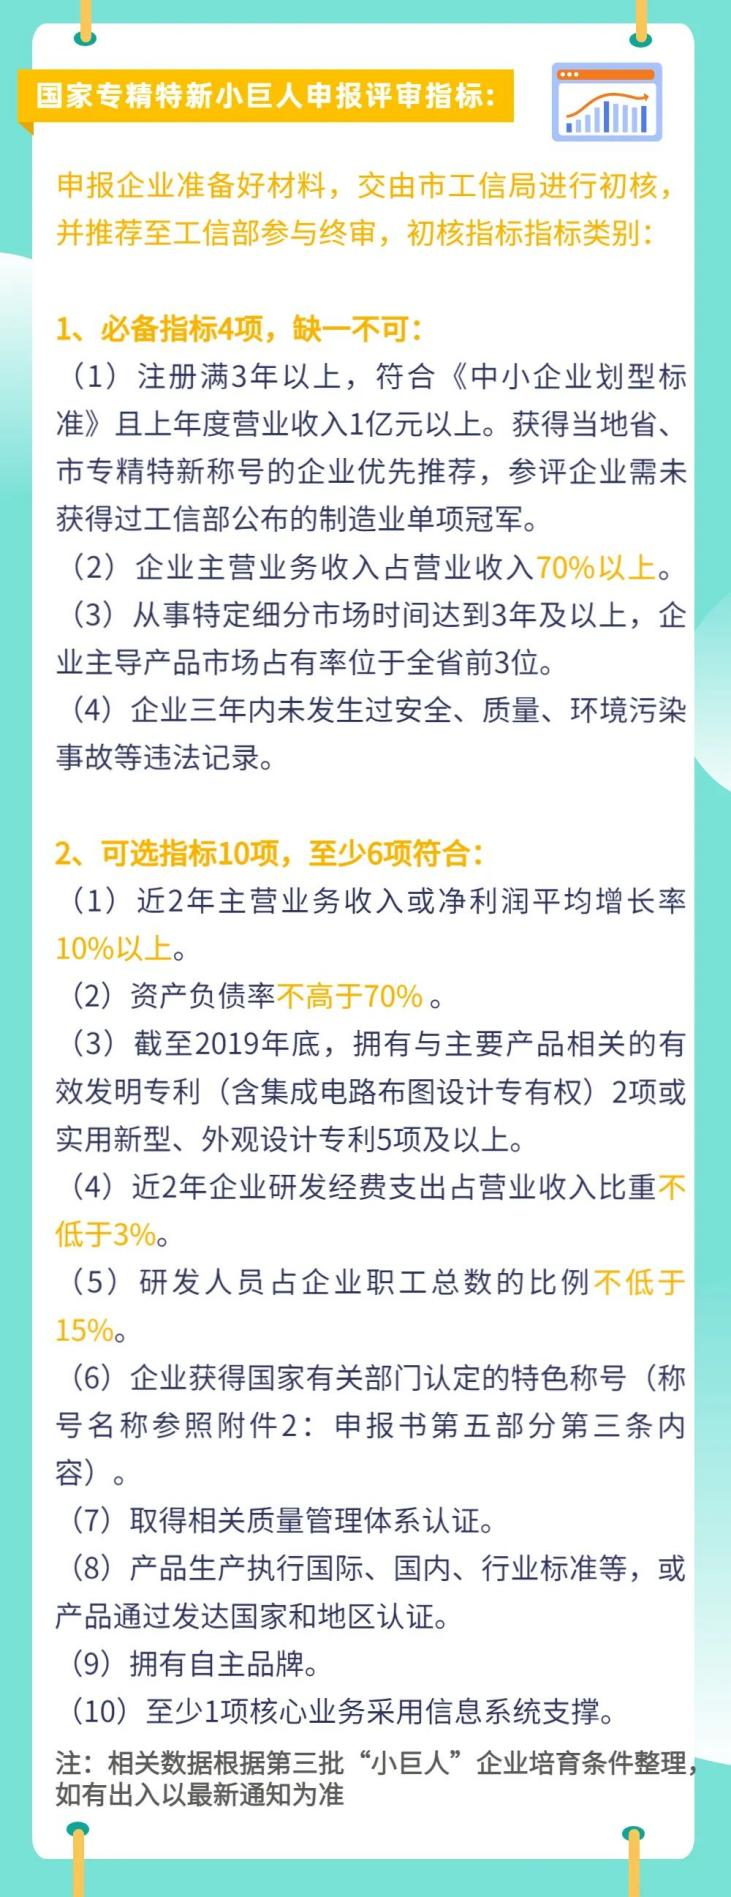 国家专精特新小巨人申报评审指标：
申报企业准备好材料，交由市工信局进行初核，
并推荐至工信部参与终审，初核指标指标类别：
1、必备指标4项，缺一不可：
（1）注册满3年以上，符合《中小企业划型标
准》且上年度营业收入1亿元以上。获得当地省、
市专精特新称号的企业优先推荐，参评企业需未
获得过工信部公布的制造业单项冠军。
（2）企业主营业务收入占营业收入70%以上。
（3）从事特定细分市场时间达到3年及以上，企
业主导产品市场占有率位于全省前3位。
（4）企业三年内未发生过安全、质量、环境污染
事故等违法记录。
2、可选指标10项，至少6项符合：
（1）近2年主营业务收入或净利润平均增长率
10%以上。
（2）资产负债率不高于70% 。
（3）截至2019年底，拥有与主要产品相关的有
效发明专利（含集成电路布图设计专有权）2项或
实用新型、外观设计专利5项及以上。
（4）近2年企业研发经费支出占营业收入比重不
低于3%。
（5）研发人员占企业职工总数的比例不低于
15%。
（6）企业获得国家有关部门认定的特色称号（称
号名称参照附件2：申报书第五部分第三条内
容）。
（7）取得相关质量管理体系认证。
（8）产品生产执行国际、国内、行业标准等，或
产品通过发达国家和地区认证。
（9）拥有自主品牌。
（10）至少1项核心业务采用信息系统支撑。
注：相关数据根据第三批“小巨人”企业培育条件整理，
如有出入以最新通知为准